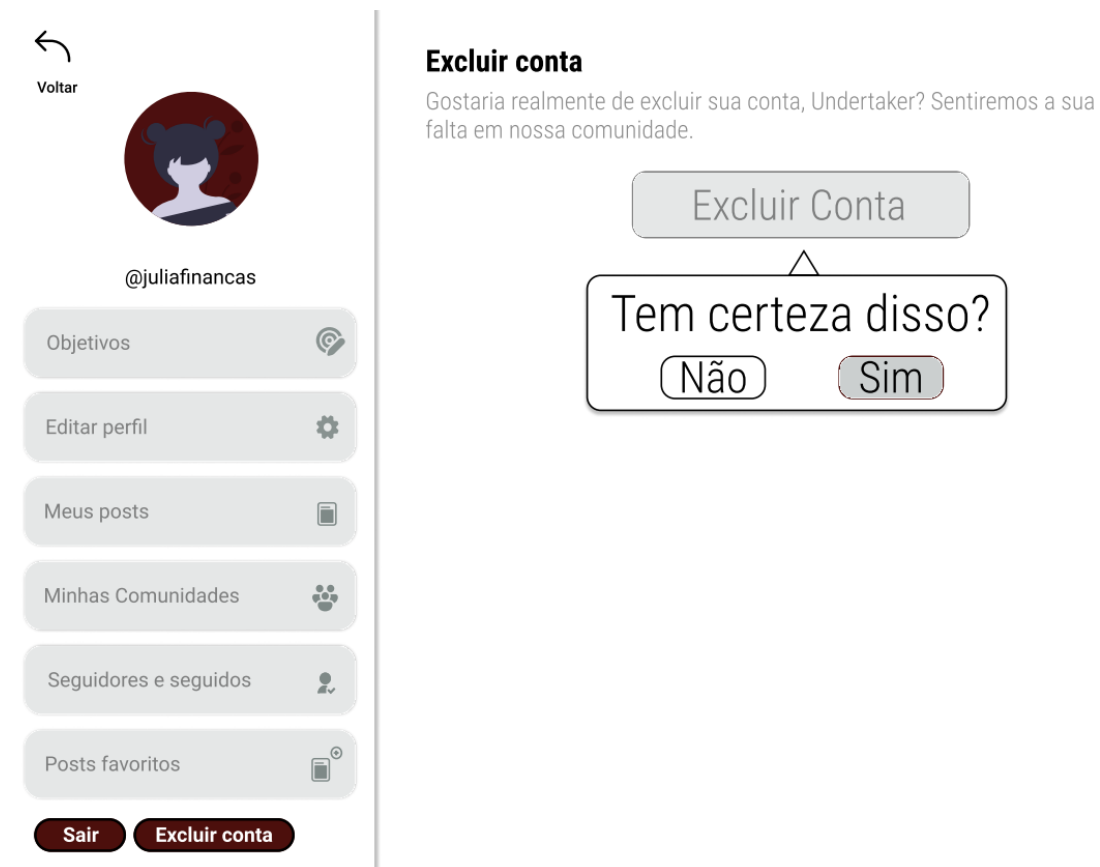 Voltar
@juliafinancas
Objetivos
Editar perfil
Meus posts
Minhas Comunidades
Seguidores e seguidos
Posts favoritos
Sair
Excluir conta
Excluir conta
Gostaria realmente de excluir sua conta, Undertaker? Sentiremos a sua
falta em nossa comunidade.
Excluir Conta
Tem certeza disso?
Não
Sim